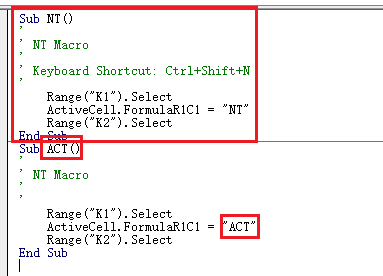 Sub NT()
'
' NT Macro
'
' Keyboard Shortcut: Ctrl+Shift+N
'
Range("K1").Select
ActiveCell.FormulaR1C1 = "NT"
Range("K2").Select
End Sub
Sub ACT()
'
' NT Macro
'
'
Range("K1").Select
ActiveCell.FormulaR1C1 = "ACT"
Range("K2").Select
End Sub